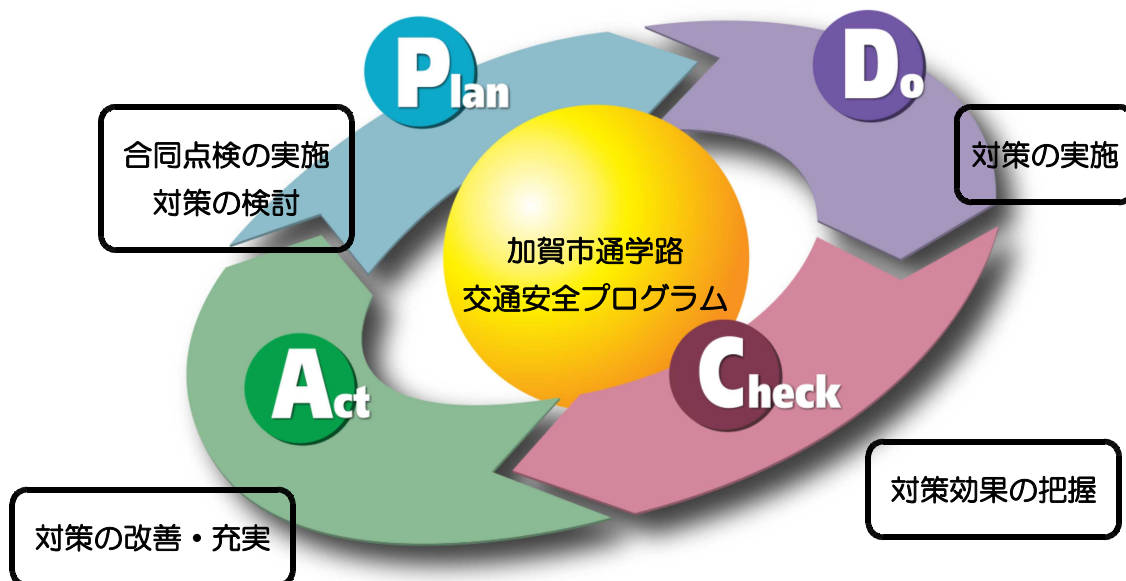 Plan
Do
合同点検の実施
対策の検討
対策の実施
加賀市通学路
交通安全プログラム
Act
Check
対策効果の把握
対策の改善・充実